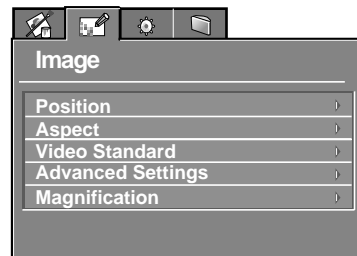 Image
Position
Aspect
Video Standard
Advanced Settings
Magnification